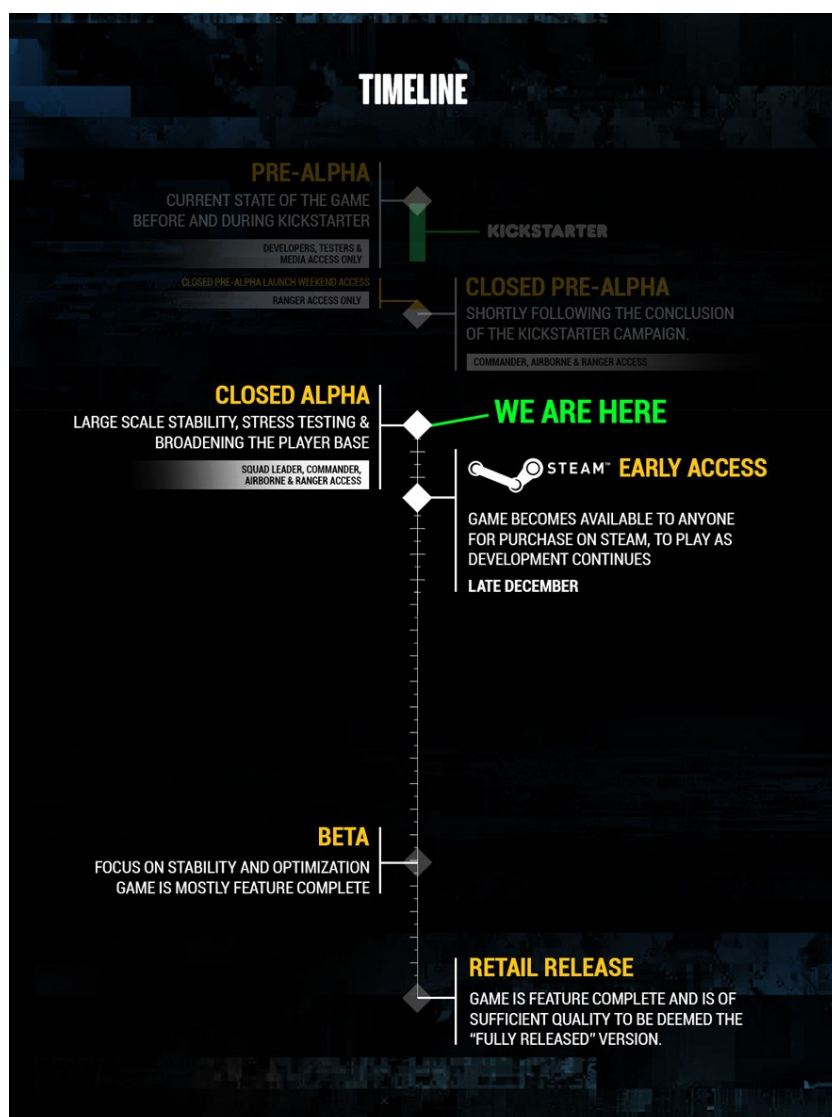 TIMELINE
PRE-ALPHA
CURRENT STATE OF THE GAME
BEFORE AND DURING KICKSTARTER
DEVELOPERS, TESTERS &
MEDIA ACCESS ONLY
KICKSTARTER
CLOSED PRE-ALPHA LAUNCH WEEKEND ACCESS
RANGER ACCESS ONLY
CLOSED PRE-ALPHA
SHORTLY FOLLOWING THE CONCLUSION
OF THE KICKSTARTER CAMPAIGN.
COMMANDER, AIRBORNE & RANGER ACCESS
CLOSED ALPHA
LARGE SCALE STABILITY, STRESS TESTING &
BROADENING THE PLAYER BASE
SQUAD LEADER, COMMANDER,
AIRBORNE & RANGER ACCESS
WE ARE HERE
STEAM™ EARLY ACCESS
GAME BECOMES AVAILABLE TO ANYONE
FOR PURCHASE ON STEAM, TO PLAY AS
DEVELOPMENT CONTINUES
LATE DECEMBER
BETA
FOCUS ON STABILITY AND OPTIMIZATION
GAME IS MOSTLY FEATURE COMPLETE
RETAIL RELEASE
GAME IS FEATURE COMPLETE AND IS OF
SUFFICIENT QUALITY TO BE DEEMED THE
“FULLY RELEASED” VERSION.